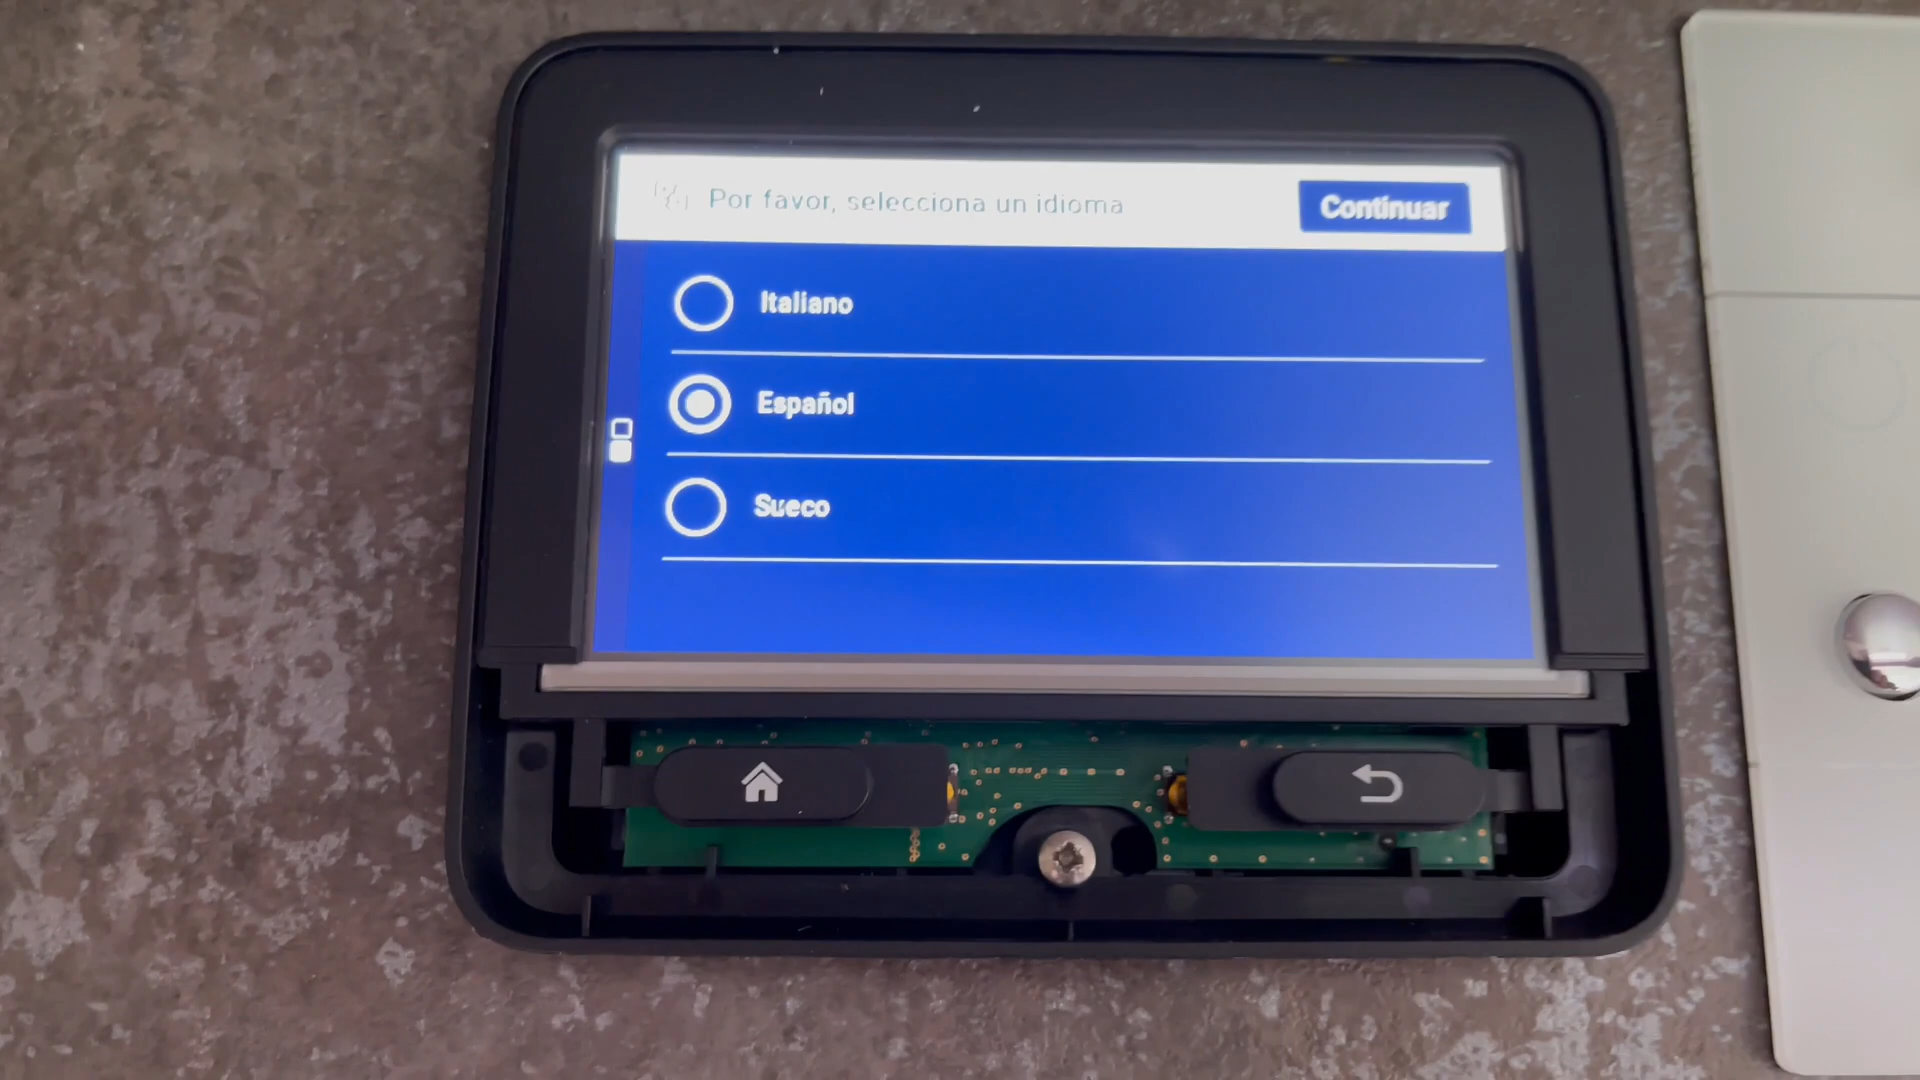 Por favor, selecciona un idioma
Continuar
Italiano
Español
Sueco